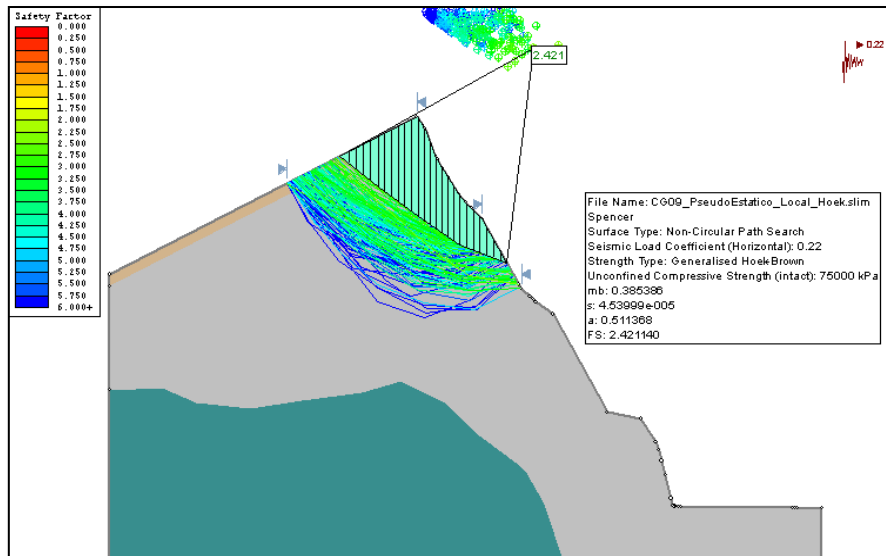 Safety Factor
0.000
0.250
0.500
0.750
1.000
1.250
1.500
1.750
2.000
2.250
2.500
2.750
3.000
3.250
3.500
3.750
4.000
4.250
4.500
4.750
5.000
5.250
5.500
5.750
6.000+
2.421
0.22
File Name: CG09_PseudoEstatico_Local_Hoek.slim
Spencer
Surface Type: Non-Circular Path Search
Seismic Load Coefficient (Horizontal): 0.22
Strength Type: Generalised Hoek-Brown
Unconfined Compressive Strength (intact): 75000 kPa
mb: 0.385386
s: 4.53999e-005
a: 0.511368
FS: 2.421140